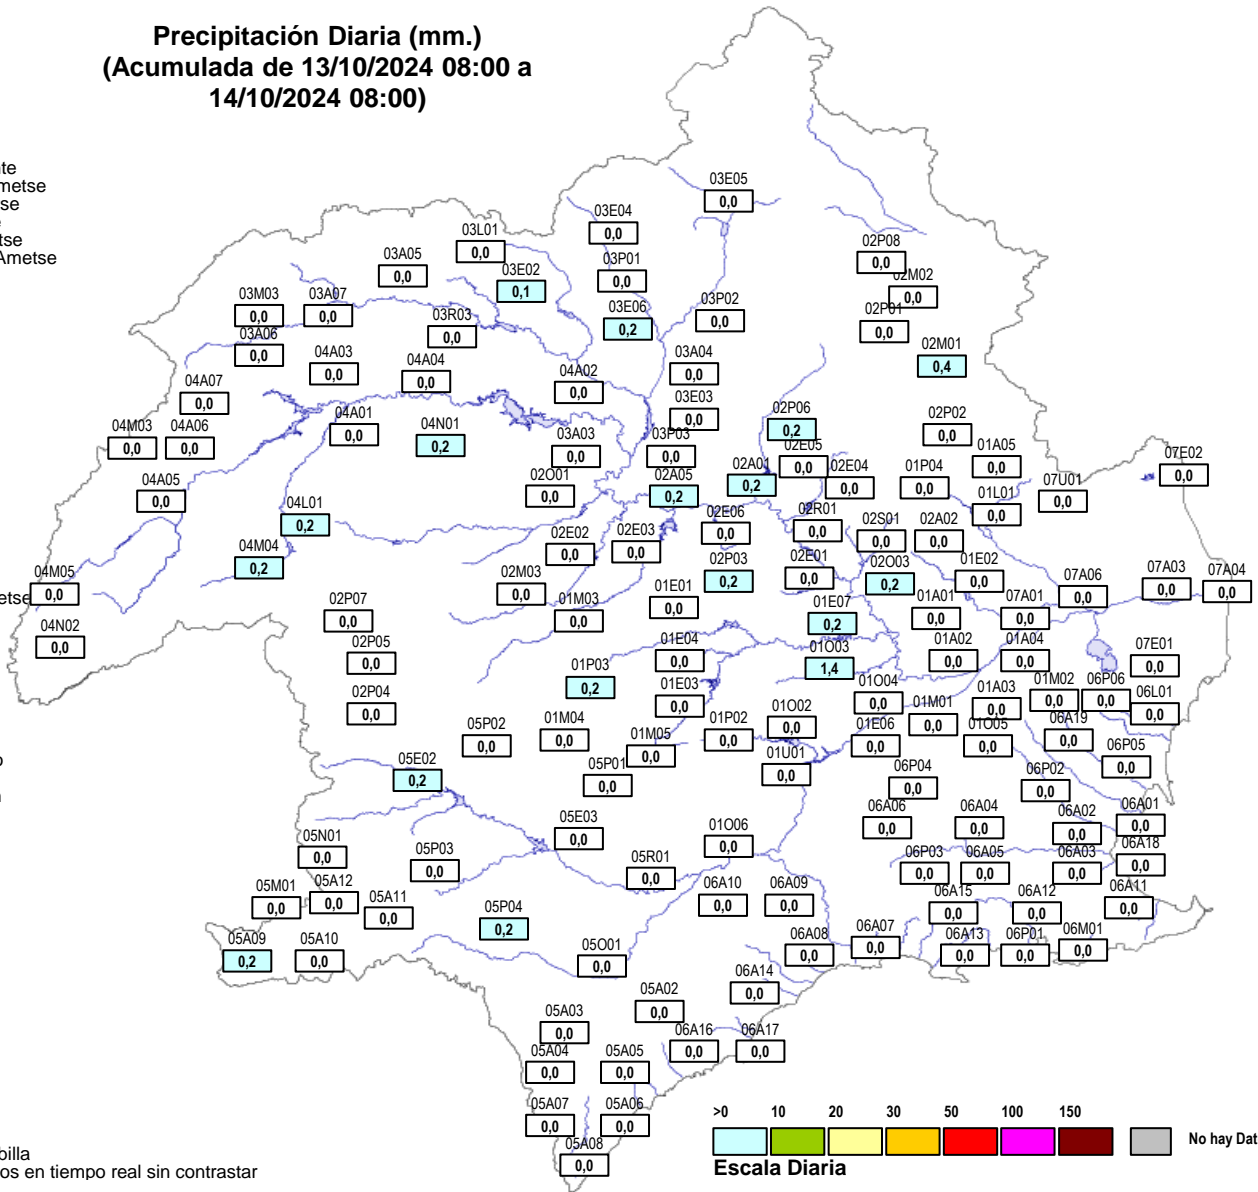 Precipitación Diaria (mm.)
(Acumulada de 13/10/2024 08:00 a
14/10/2024 08:00)
03E05
0,0
03E04
0,0
03L01
0,0
03A05
0,0
03E02
0,1
03P01
0,0
02P08
0,0
02M02
0,0
03M03
0,0
03A07
0,0
03R03
0,0
03E06
0,2
03P02
0,0
02P01
0,0
03A06
0,0
04A03
0,0
04A04
0,0
04A02
0,0
03A04
0,0
02M01
0,4
04A07
0,0
03E03
0,0
04M03
0,0
04A06
0,0
04A01
0,0
04N01
0,2
03A03
0,0
03P03
0,0
02P06
0,2
02P02
0,0
02E05
0,0
01A05
0,0
07E02
0,0
04A05
0,0
02O01
0,0
02A05
0,2
02A01
0,2
02E04
0,0
01P04
0,0
07U01
0,0
04L01
0,2
02E06
0,0
02R01
0,0
01L01
0,0
02S01
0,0
02A02
0,0
04M04
0,2
02E02
0,0
02E03
0,0
02P03
0,2
02E01
0,0
02O03
0,2
01E02
0,0
04M05
0,0
02M03
0,0
07A06
0,0
07A03
0,0
07A04
0,0
04N02
0,0
02P07
0,0
01M03
0,0
01E01
0,0
01E07
0,2
01A01
0,0
07A01
0,0
02P05
0,0
01E04
0,0
01O03
1,4
01A02
0,0
01A04
0,0
07E01
0,0
02P04
0,0
01P03
0,2
01E03
0,0
01O04
0,0
01A03
0,0
01M02
0,0
06P06
0,0
06L01
0,0
05P02
0,0
01M04
0,0
01M05
0,0
01P02
0,0
01O02
0,0
01E06
0,0
01M01
0,0
01O05
0,0
06A19
0,0
06P05
0,0
05E02
0,2
05P01
0,0
01U01
0,0
06P04
0,0
06P02
0,0
05N01
0,0
05P03
0,0
05E03
0,0
01O06
0,0
06A06
0,0
06A04
0,0
06A02
0,0
06A01
0,0
05R01
0,0
06P03
0,0
06A05
0,0
06A03
0,0
06A18
0,0
05M01
0,0
05A12
0,0
05A11
0,0
05P04
0,2
06A10
0,0
06A09
0,0
06A15
0,0
06A12
0,0
06A11
0,0
05A09
0,2
05A10
0,0
05O01
0,0
06A08
0,0
06A07
0,0
06A13
0,0
06P01
0,0
06M01
0,0
05A02
0,0
06A14
0,0
05A03
0,0
06A16
0,0
06A17
0,0
05A04
0,0
05A05
0,0
05A07
0,0
05A06
0,0
05A08
0,0
>0 10 20 30 50 100 150
No hay Dat
Escala Diaria
billa
os en tiempo real sin contrastar